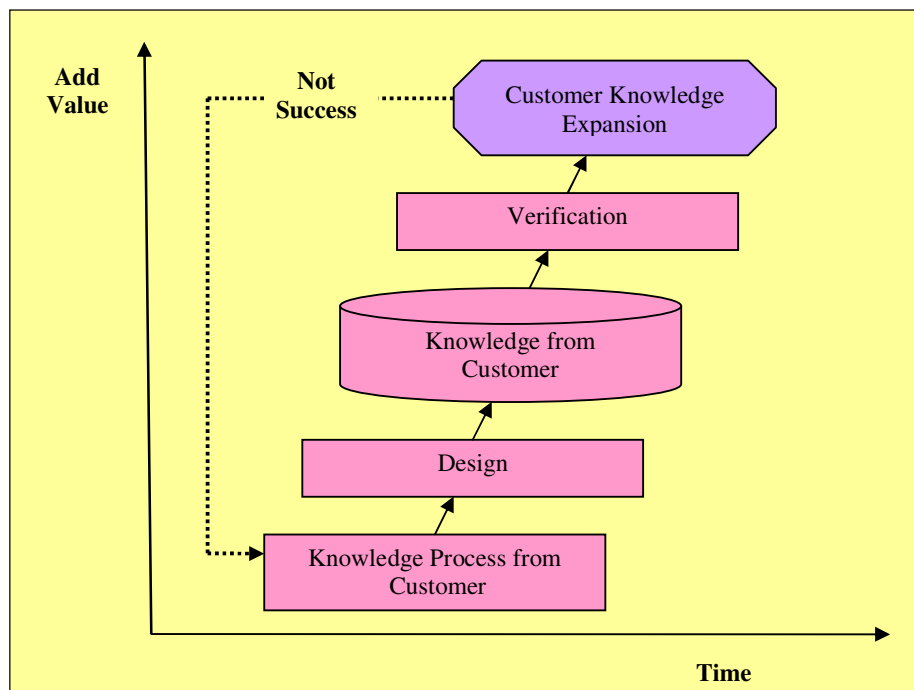 Add
Value
Not
Success
Customer Knowledge
Expansion
Verification
Knowledge from
Customer
Design
Knowledge Process from
Customer
Time